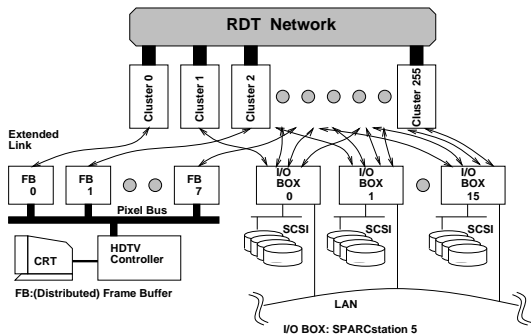 RDT Network
Cluster 0
Cluster 1
Cluster 2
Cluster 255
Extended
Link
FB
0
FB
1
FB
7
I/O
BOX
0
I/O
BOX
1
I/O
BOX
15
Pixel Bus
SCSI
SCSI
SCSI
CRT
HDTV
Controller
FB:(Distributed) Frame Buffer
LAN
I/O BOX: SPARCstation 5